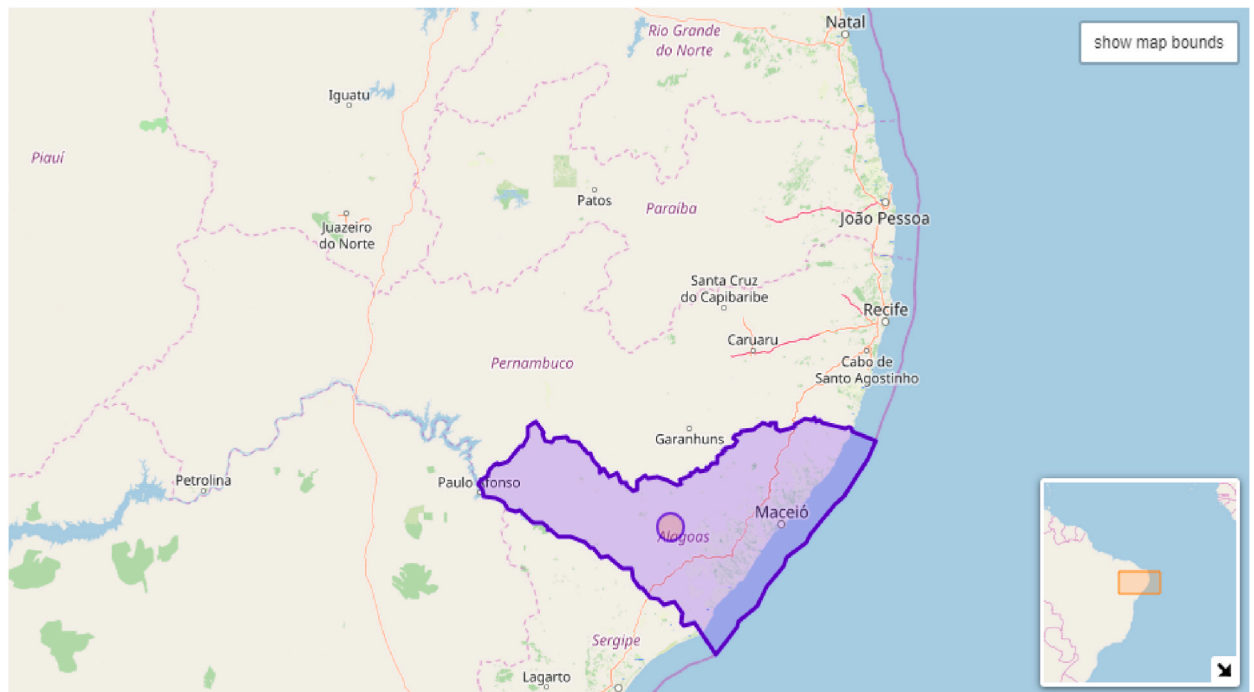 Natal
Rio Grande
do Norte
show map bounds
Iguatu
Piauí
Patos
Paraíba
João Pessoa
Juazeiro
do Norte
Santa Cruz
do Capibaribe
Recife
Caruaru
Cabo de
Santo Agostinho
Pernambuco
Garanhuns
Petrolina
Paulo Afonso
Maceió
Alagoas
Sergipe
Lagarto